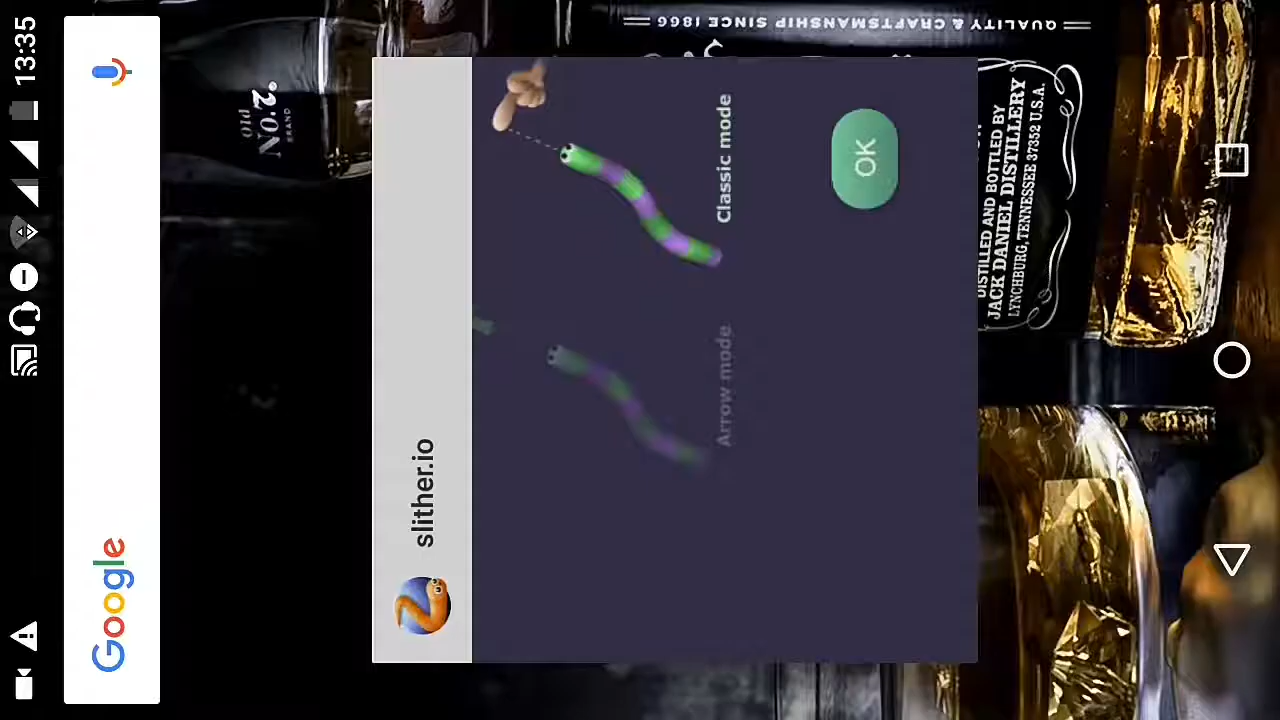 13:35
Google
slither.io
Classic mode
Arrow mode
OK
QUALITY & CRAFTSMANSHIP SINCE 1866
OLD
No.2
BRAND
DISTILLED AND BOTTLED BY
JACK DANIEL DISTILLERY
LYNCHBURG, TENNESSEE 37352 U.S.A.